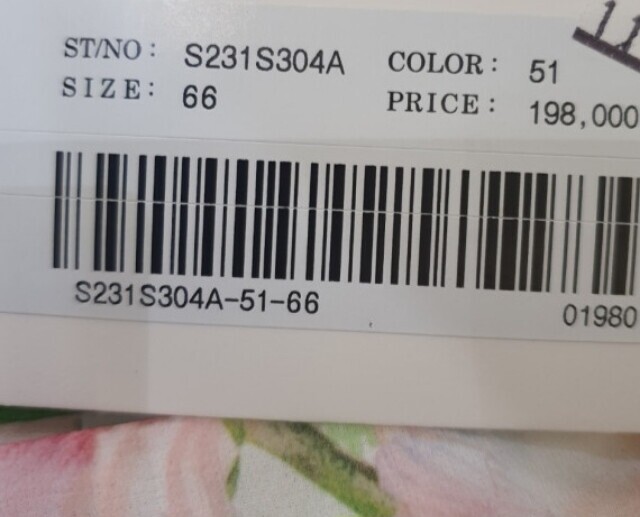 ST/NO: S231S304A COLOR: 51
SIZE: 66 PRICE: 198,000
S231S304A-51-66 01980